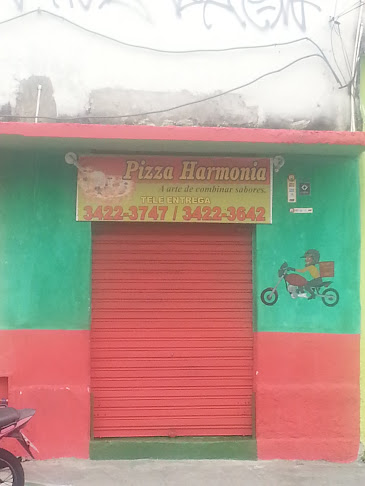 Pizza Harmonia
A arte de combinar sabores.
TELE ENTREGA
3422-3747 / 3422-3642